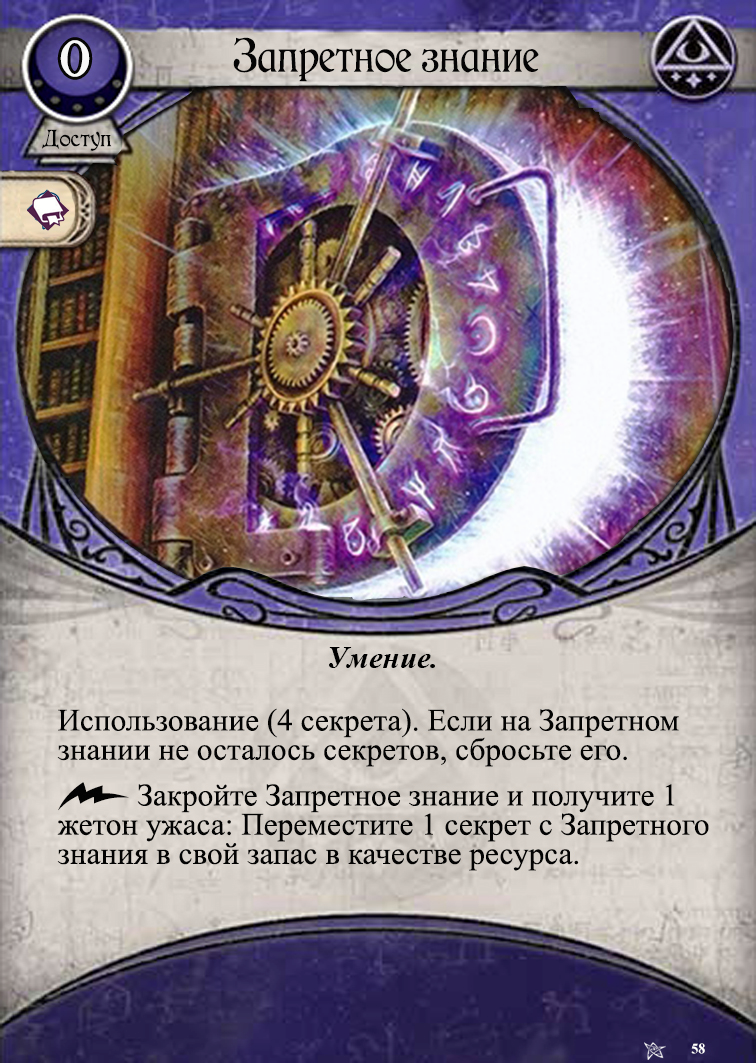 0
Запретное знание
Доступ
Умение.
Использование (4 секрета). Если на Запретном
знании не осталось секретов, сбросьте его.
Закройте Запретное знание и получите 1
жетон ужаса: Переместите 1 секрет с Запретного
знания в свой запас в качестве ресурса.
58